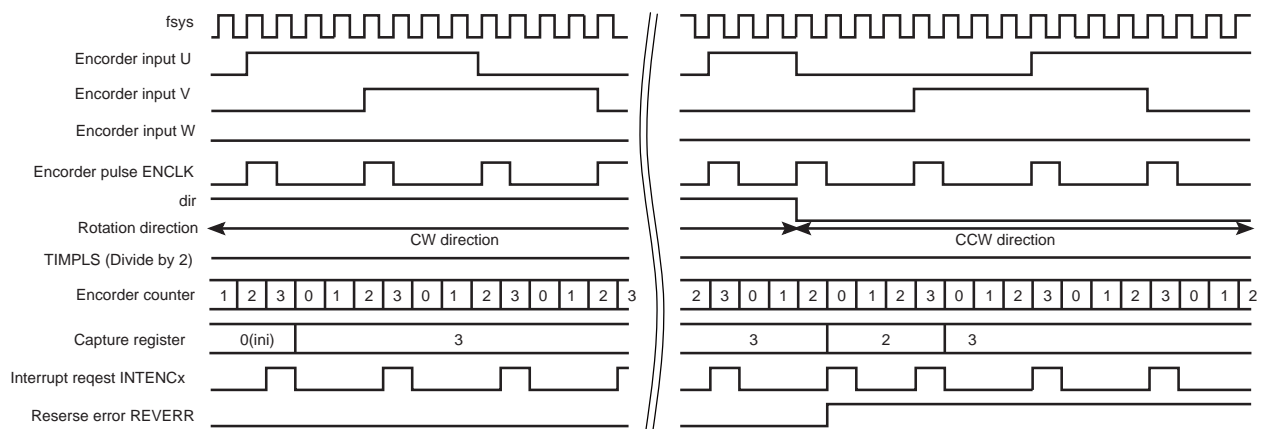 fsys
Encorder input U
Encorder input V
Encorder input W
Encorder pulse ENCLK
dir
Rotation direction
CW direction
CCW direction
TIMPLS (Divide by 2)
Encorder counter
1 2 3 0 1 2 3 0 1 2 3 0 1 2 3
2 3 0 1 2 0 1 2 3 0 1 2 3 0 1 2 3 0 1 2
Capture register
0(ini) 3
3 2 3
Interrupt reqest INTENCx
Reserse error REVERR